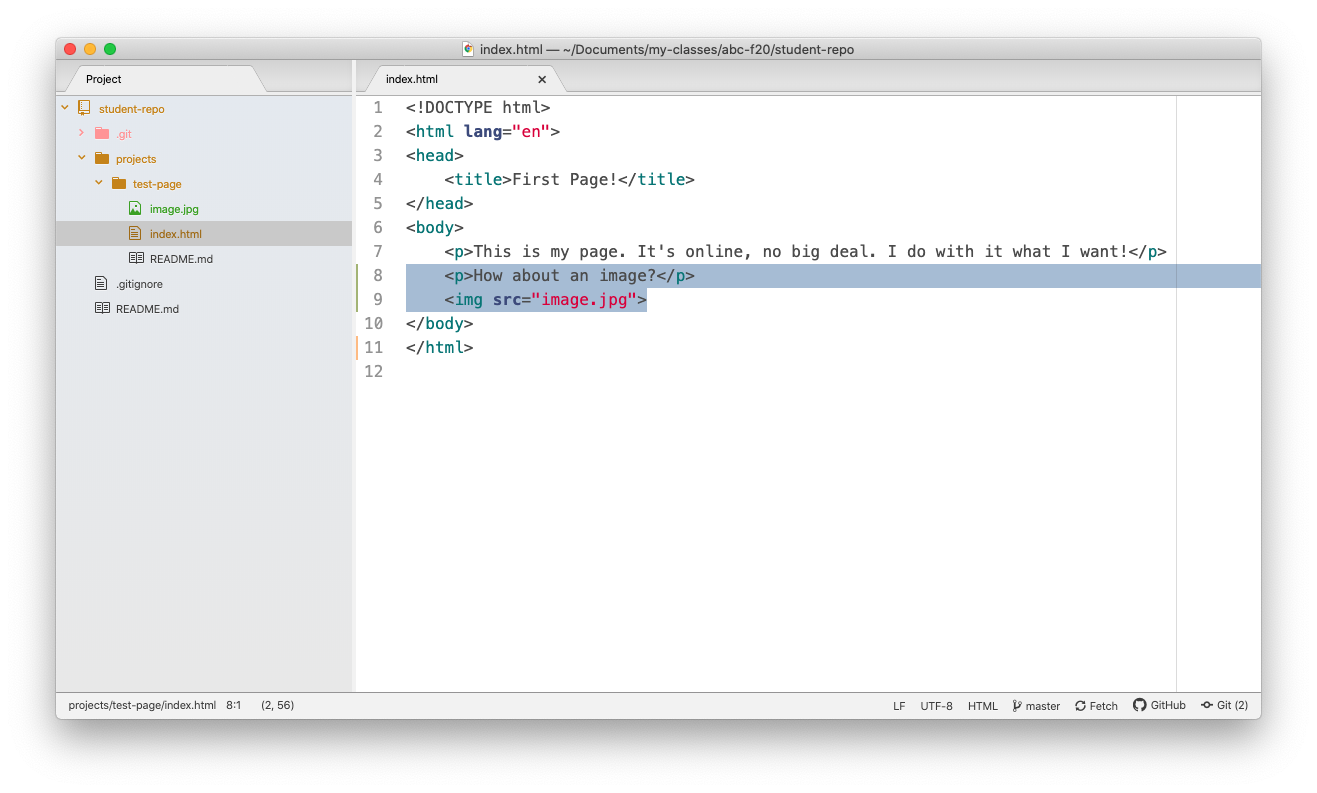 index.html — ~/Documents/my-classes/abc-f20/student-repo
Project
student-repo
.git
projects
test-page
image.jpg
index.html
README.md
.gitignore
README.md
index.html
1 <!DOCTYPE html>
2 <html lang="en">
3 <head>
4     <title>First Page!</title>
5 </head>
6 <body>
7     <p>This is my page. It's online, no big deal. I do with it what I want!</p>
8     <p>How about an image?</p>
9     <img src="image.jpg">
10 </body>
11 </html>
12
projects/test-page/index.html 8:1 (2, 56) LF UTF-8 HTML master Fetch GitHub Git (2)